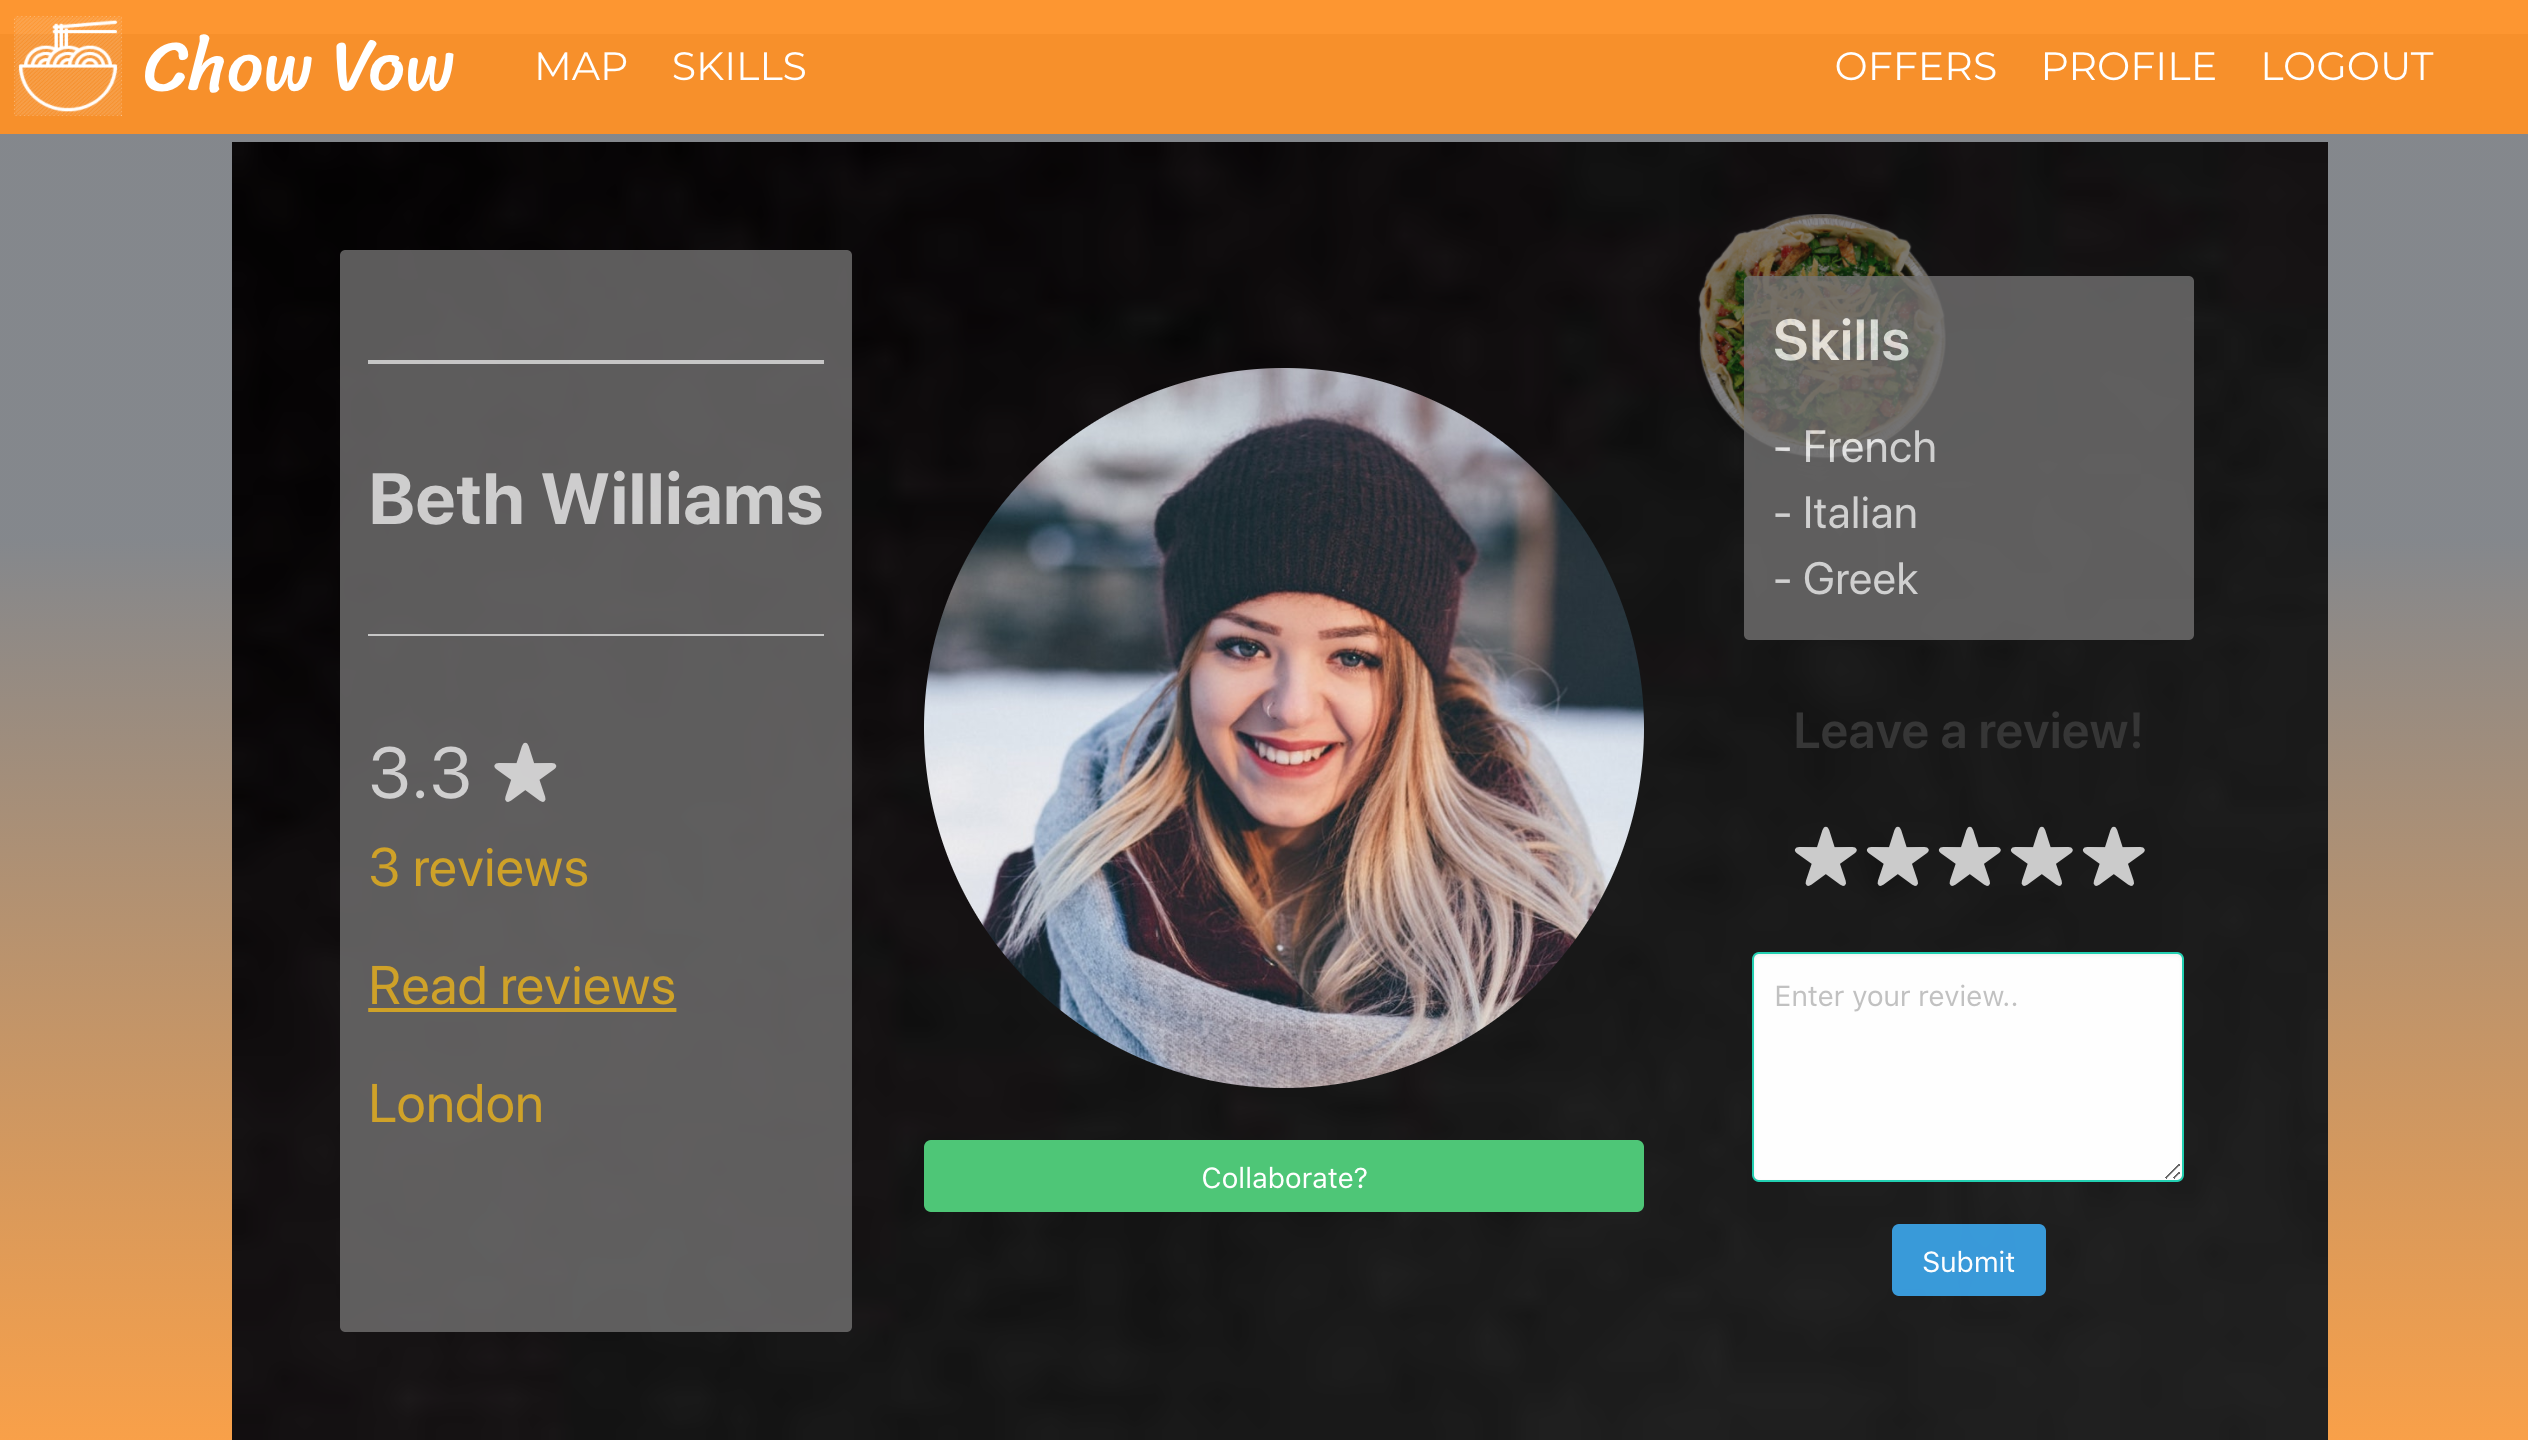 Chow Vow
MAP
SKILLS
OFFERS
PROFILE
LOGOUT
Beth Williams
3.3
3 reviews
Read reviews
London
Collaborate?
Skills
- French
- Italian
- Greek
Leave a review!
Enter your review..
Submit